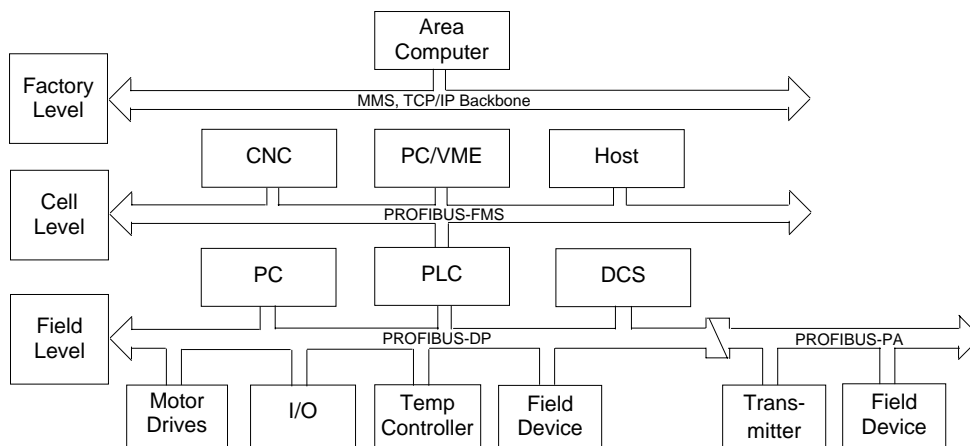 Area
Computer
Factory
Level
MMS, TCP/IP Backbone
CNC
PC/VME
Host
Cell
Level
PROFIBUS-FMS
PC
PLC
DCS
Field
Level
PROFIBUS-DP
PROFIBUS-PA
Motor
Drives
I/O
Temp
Controller
Field
Device
Trans-
mitter
Field
Device